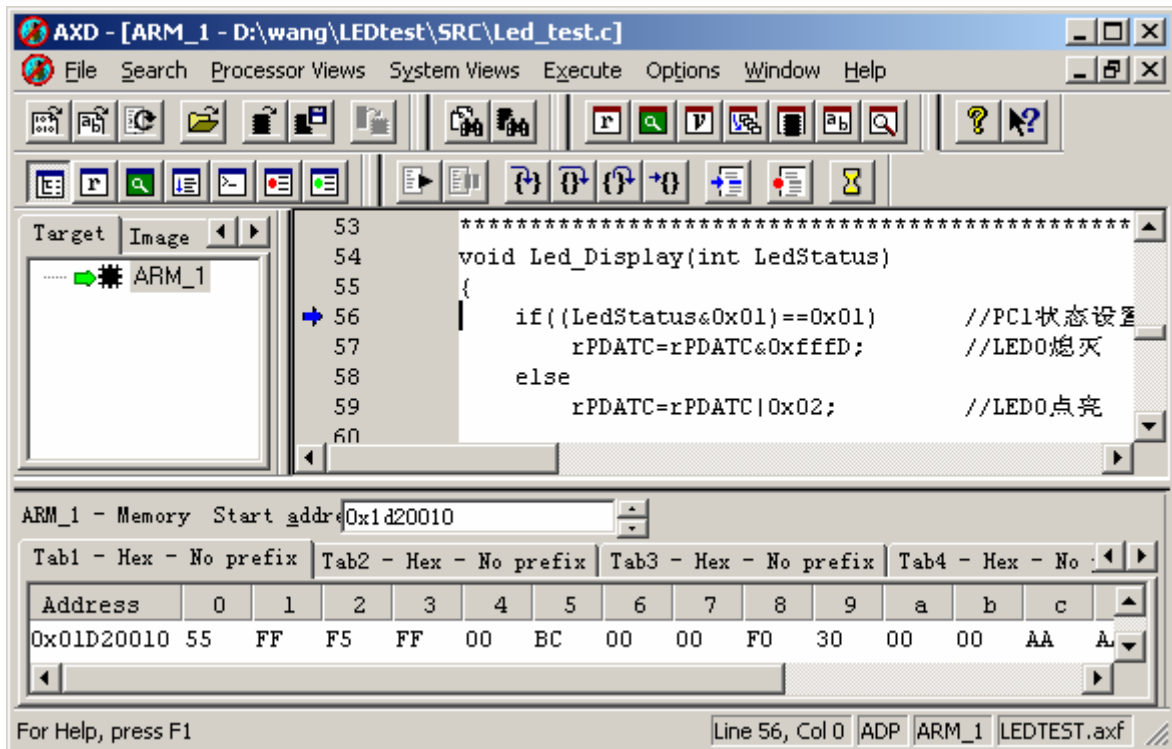 AXD - [ARM_1 - D:\wang\LEDtest\SRC\Led_test.c]
File Search Processor Views System Views Execute Options Window Help
Target Image
ARM_1
53 ************************************************
54 void Led_Display(int LedStatus)
55 {
56 if((LedStatus&0x01)==0x01) //PC1状态设置
57 rPDATC=rPDATC&0xfffD; //LED0熄灭
58 else
59 rPDATC=rPDATC|0x02; //LED0点亮
60
ARM_1 - Memory Start addre 0x1d20010
Tab1 - Hex - No prefix Tab2 - Hex - No prefix Tab3 - Hex - No prefix Tab4 - Hex - No
Address 0 1 2 3 4 5 6 7 8 9 a b c
0x01D20010 55 FF F5 FF 00 BC 00 00 F0 30 00 00 AA A
For Help, press F1 Line 56, Col 0 ADP ARM_1 LEDTEST.axf